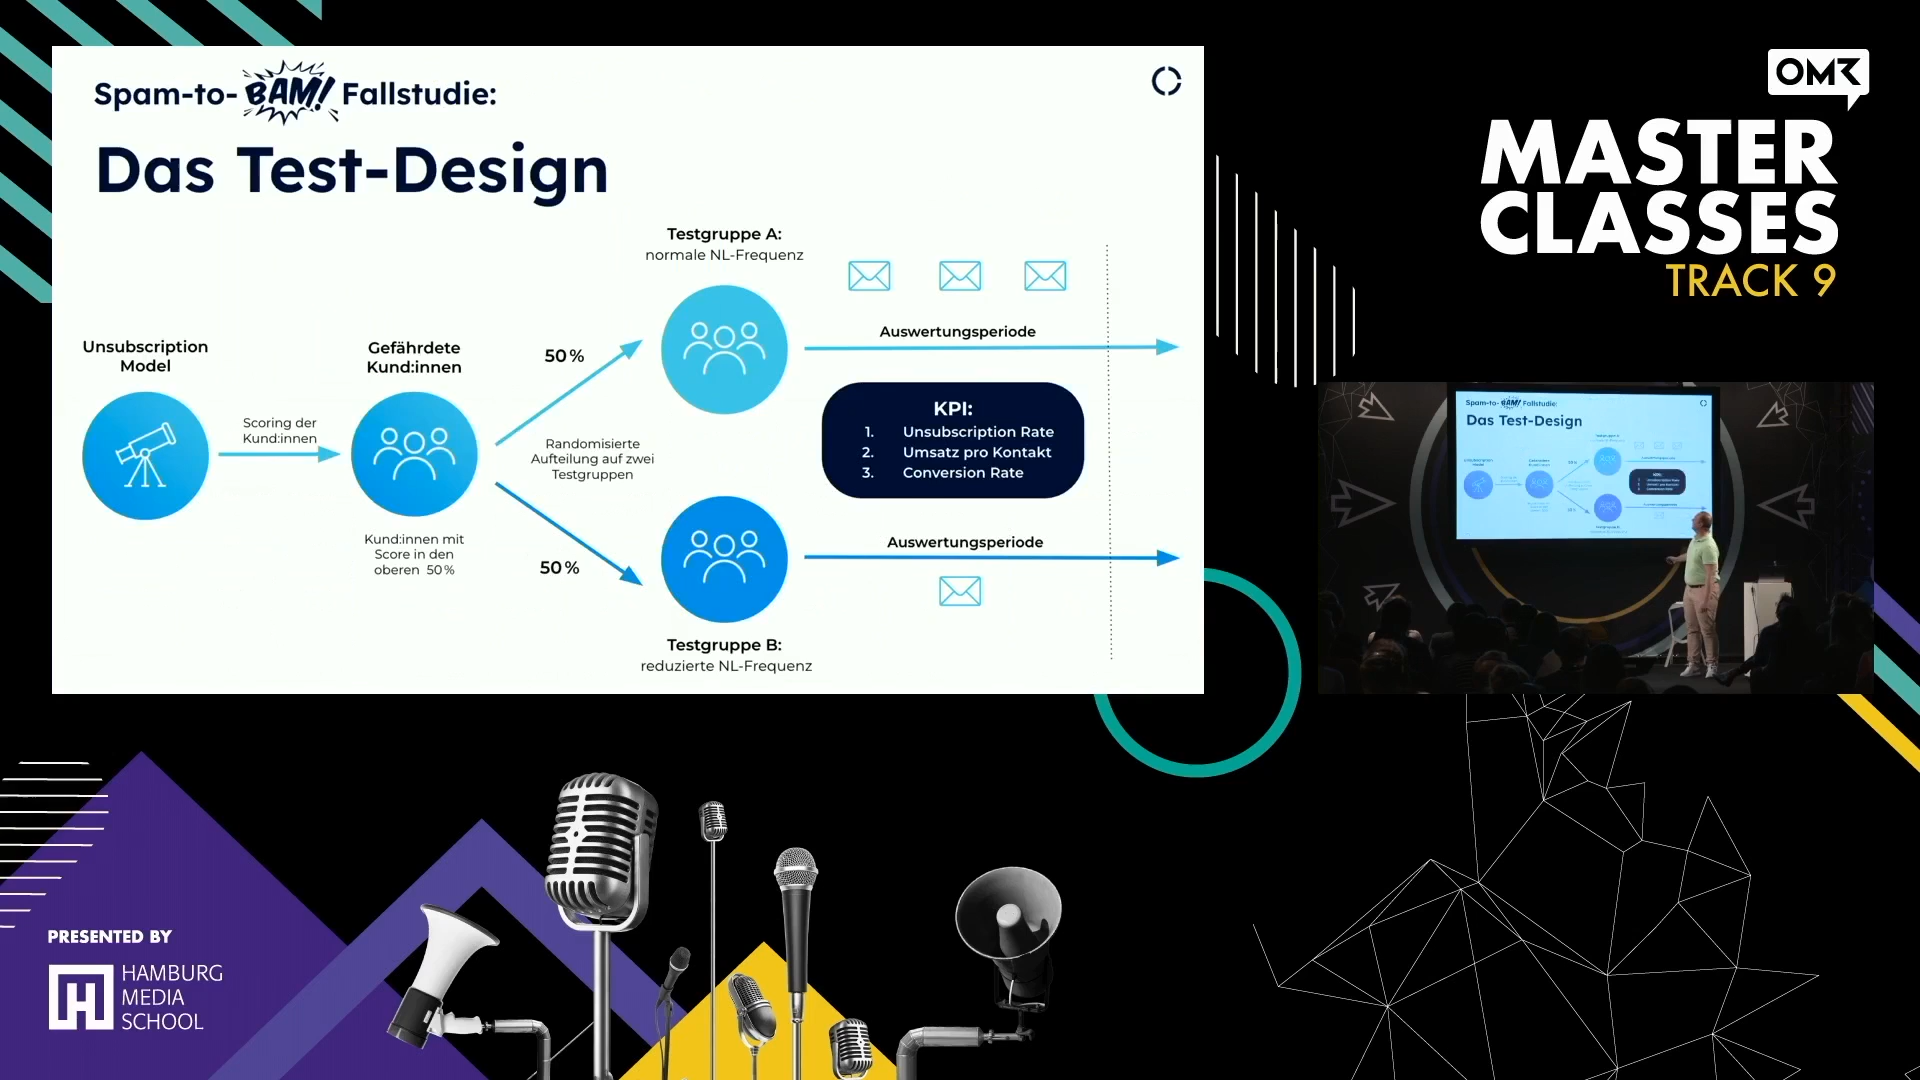 Spam-to-BAM! Fallstudie:
Das Test-Design
Unsubscription
Model
Scoring der
Kund:innen
Gefährdete
Kund:innen
Kund:innen mit
Score in den
oberen 50 %
50 %
Randomisierte
Aufteilung auf zwei
Testgruppen
50 %
Testgruppe A:
normale NL-Frequenz
Auswertungsperiode
KPI:
1. Unsubscription Rate
2. Umsatz pro Kontakt
3. Conversion Rate
Auswertungsperiode
Testgruppe B:
reduzierte NL-Frequenz
OMR
MASTER
CLASSES
TRACK 9
Spam-to-BAM! Fallstudie:
Das Test-Design
PRESENTED BY
HAMBURG
MEDIA
SCHOOL